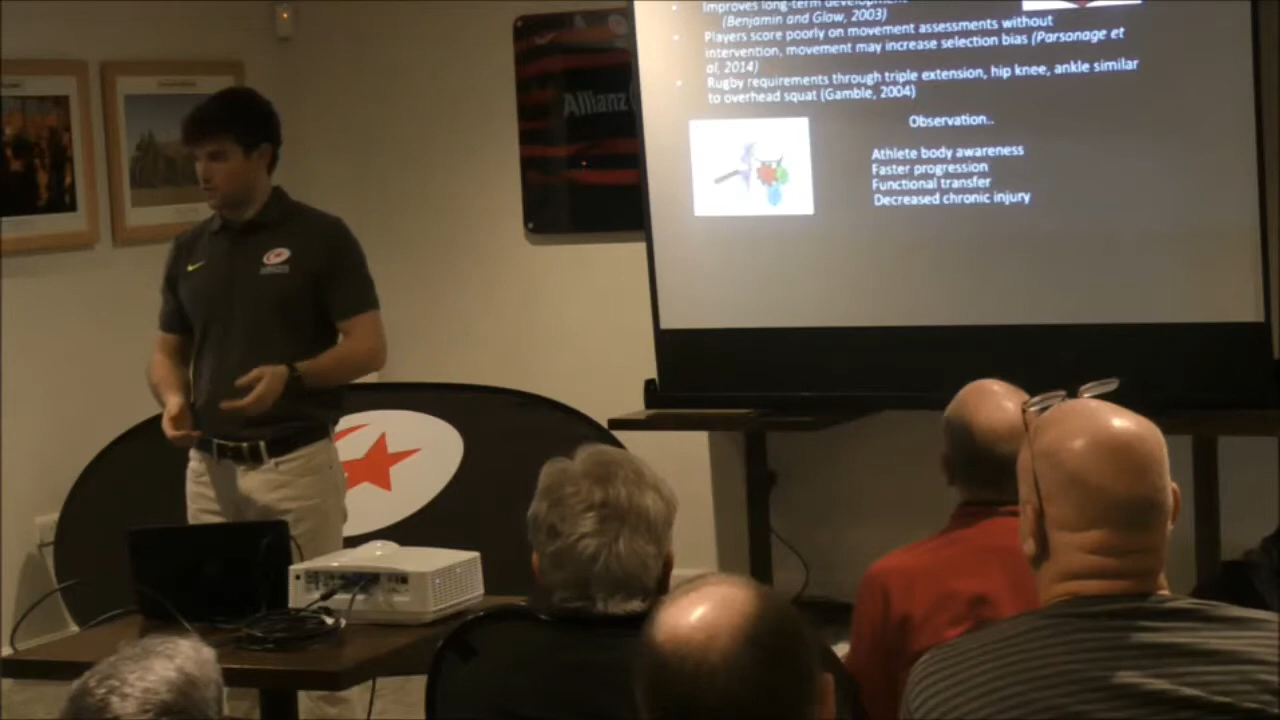 Improves long-term development
(Benjamin and Glow, 2003)
Players score poorly on movement assessments without
intervention, movement may increase selection bias (Parsonage et
al, 2014)
Rugby requirements through triple extension, hip knee, ankle similar
to overhead squat (Gamble, 2004)
Observation..
Athlete body awareness
Faster progression
Functional transfer
Decreased chronic injury
Allianz